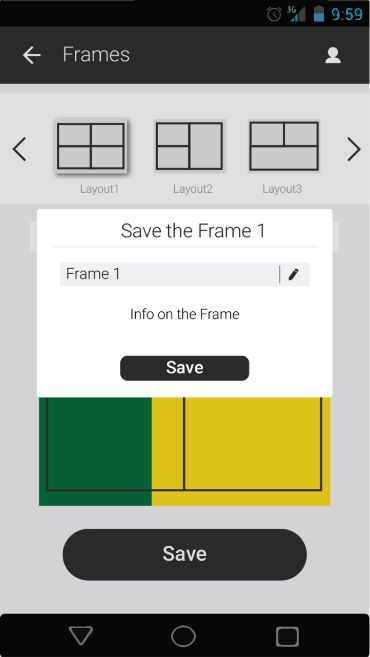 3G 9:59
Frames
Layout1 Layout2 Layout3
Save the Frame 1
Frame 1
Info on the Frame
Save
Save